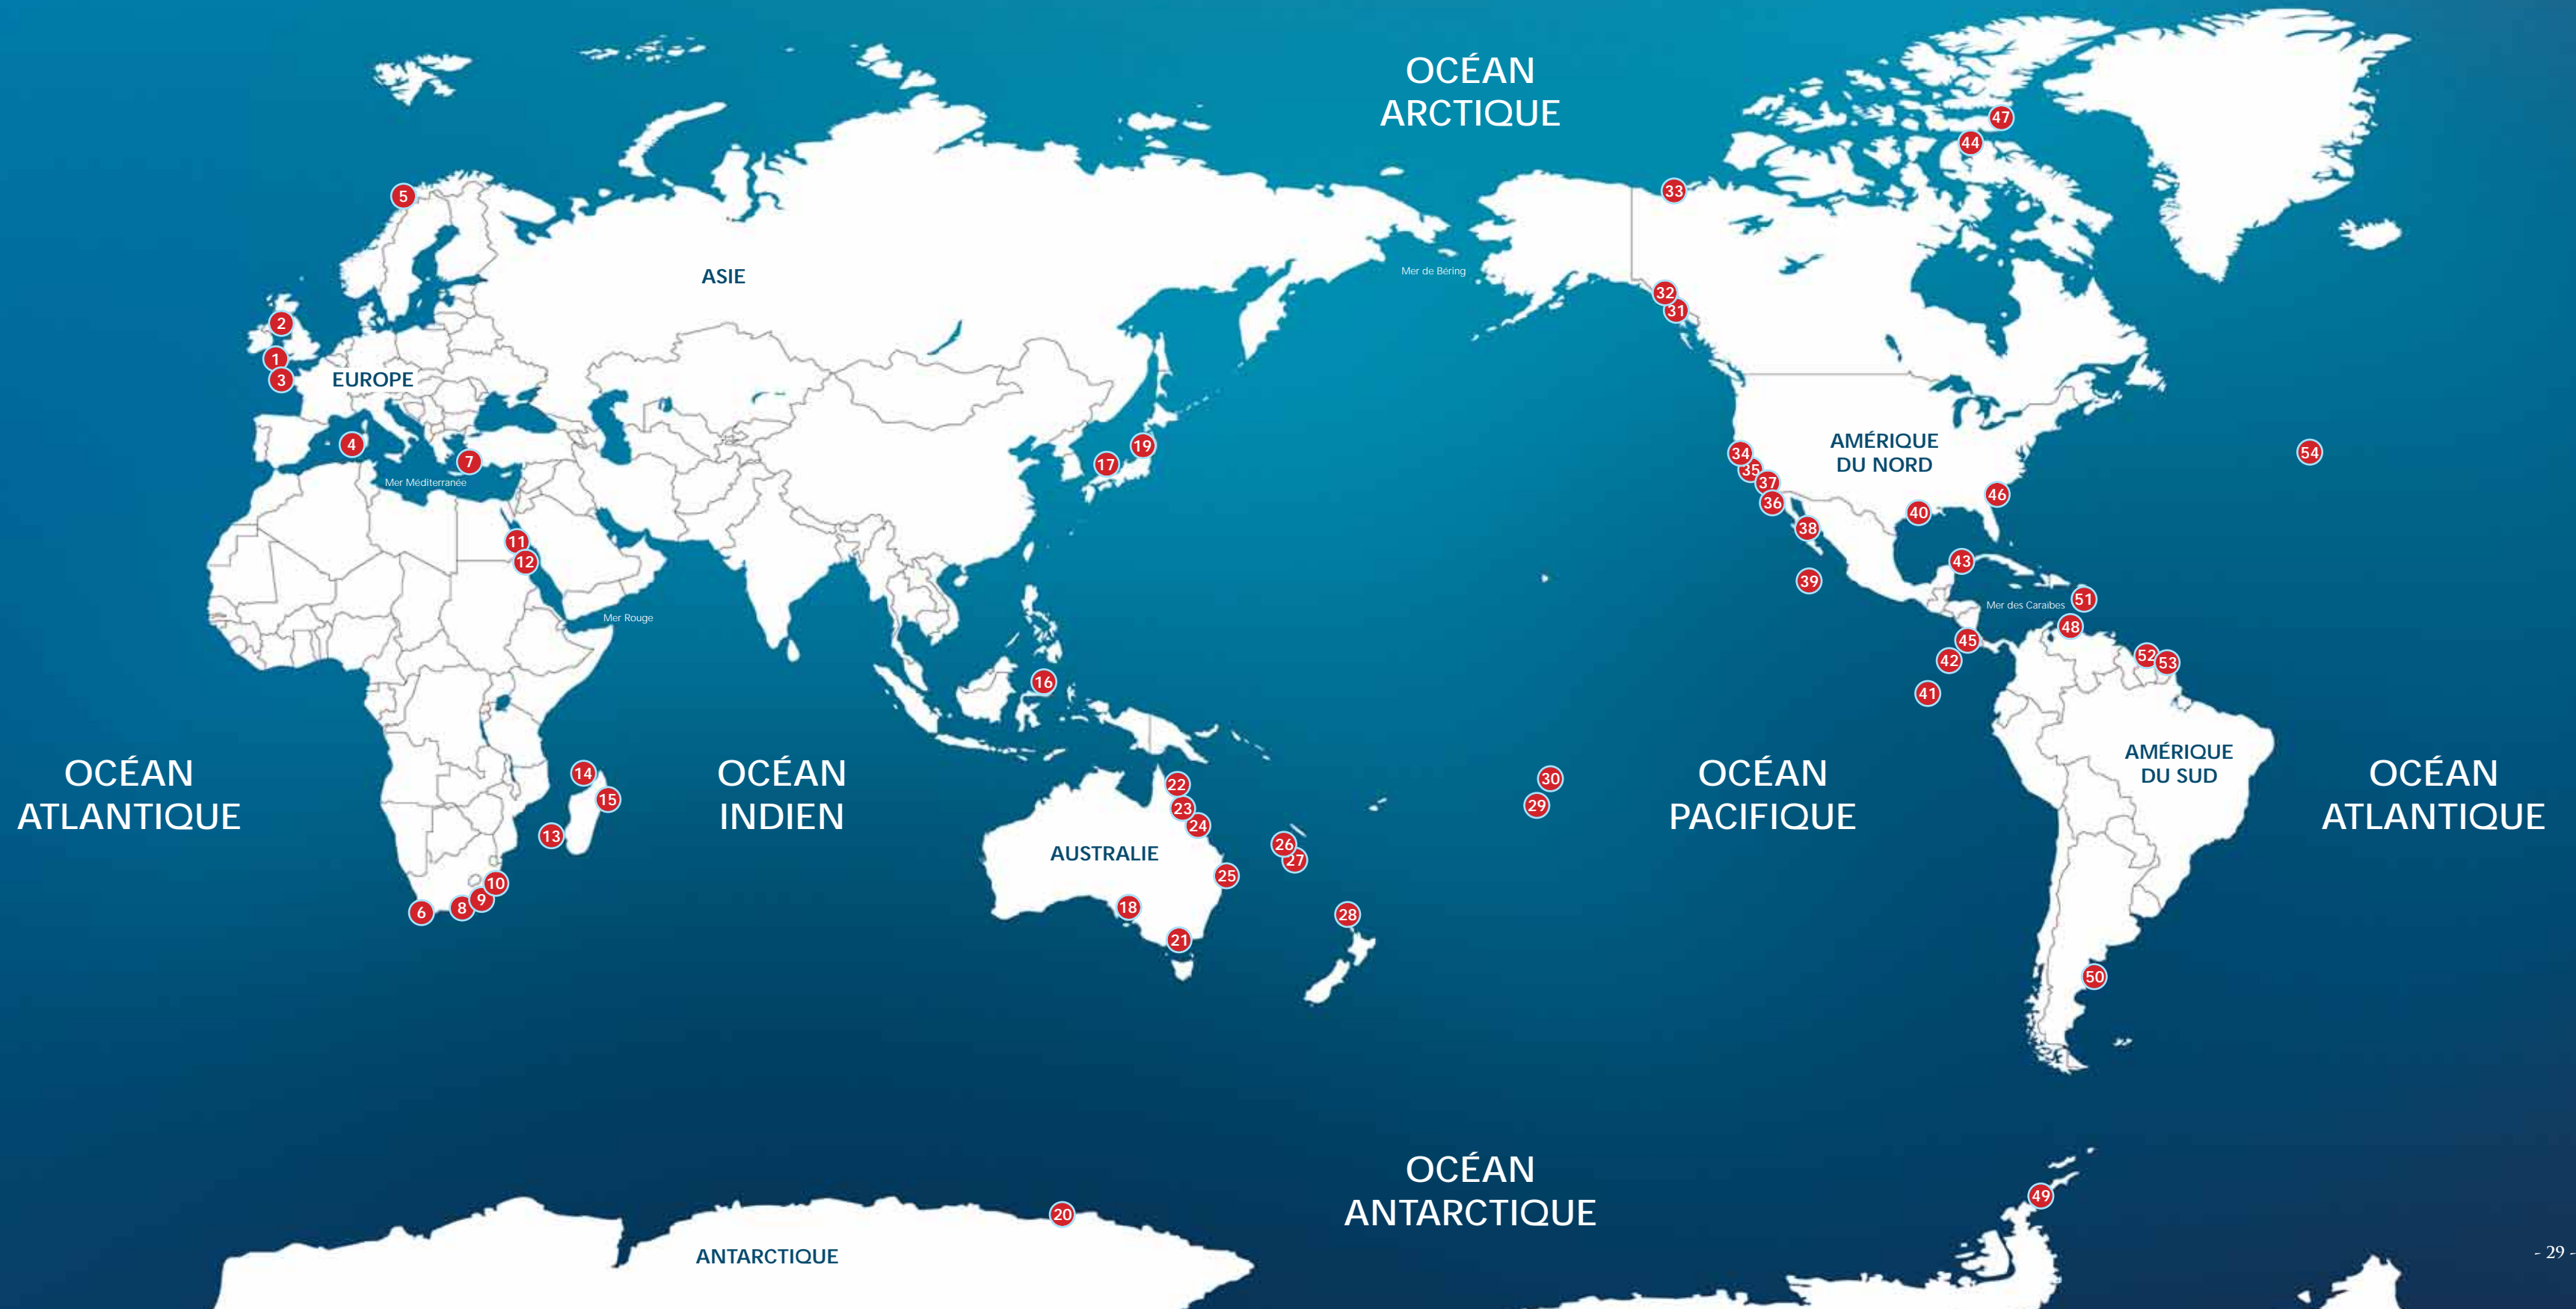 OCÉAN
ARCTIQUE
47
44
33
5
ASIE
Mer de Béring
32
31
2
1
3
EUROPE
4
7
Mer Méditerranée
19
17
34
35
37
36
38
39
AMÉRIQUE
DU NORD
40
46
54
43
11
12
Mer Rouge
Mer des Caraïbes
51
48
45
42
41
52
53
16
OCÉAN
ATLANTIQUE
14
15
13
OCÉAN
INDIEN
22
23
24
AUSTRALIE
25
26
27
30
29
OCÉAN
PACIFIQUE
AMÉRIQUE
DU SUD
OCÉAN
ATLANTIQUE
10
9
8
6
18
21
28
50
OCÉAN
ANTARCTIQUE
49
20
ANTARCTIQUE
- 29 -